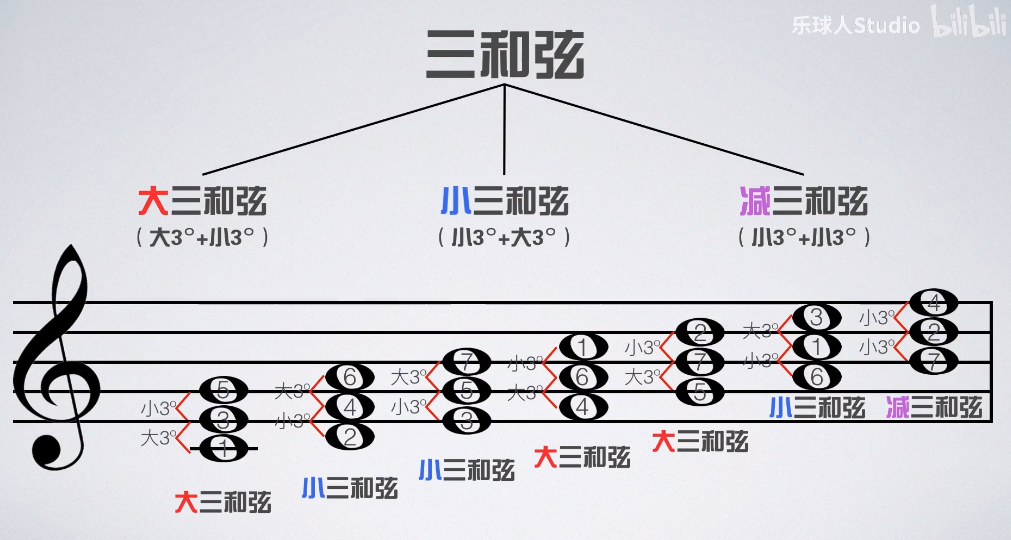 乐球人Studio bilibili
三和弦
大三和弦 小三和弦 减三和弦
( 大3°+小3° ) ( 小3°+大3° ) ( 小3°+小3° )
小3° 大3° 5 3 1 大三和弦
大3° 小3° 6 4 2 小三和弦
大3° 小3° 7 5 3 小三和弦
小3° 大3° 1 6 4 大三和弦
小3° 大3° 2 7 5 大三和弦
大3° 小3° 3 1 6 小三和弦
小3° 小3° 4 2 7 减三和弦